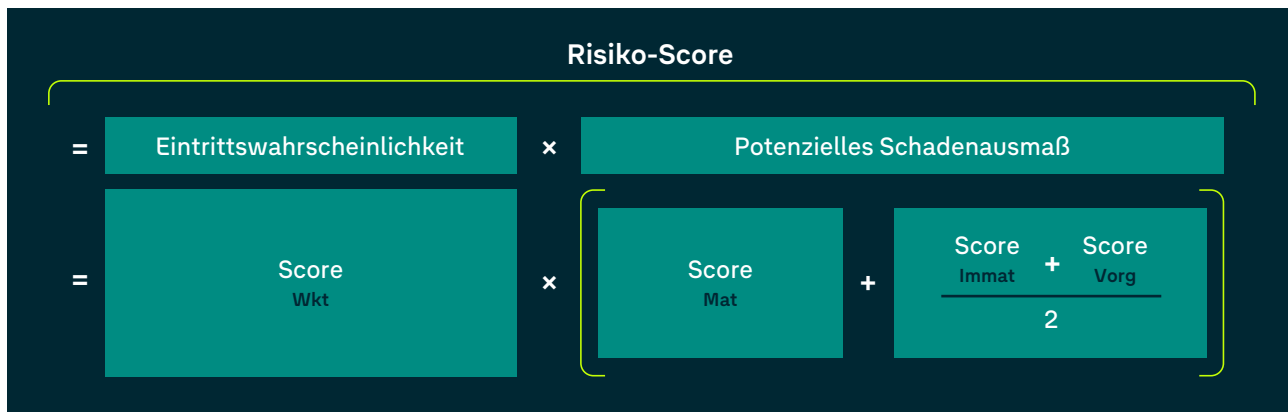 Risiko-Score
= Eintrittswahrscheinlichkeit × Potenzielles Schadenausmaß
= Score Wkt × [ Score Mat + Score Immat + Score Vorg
2 ]